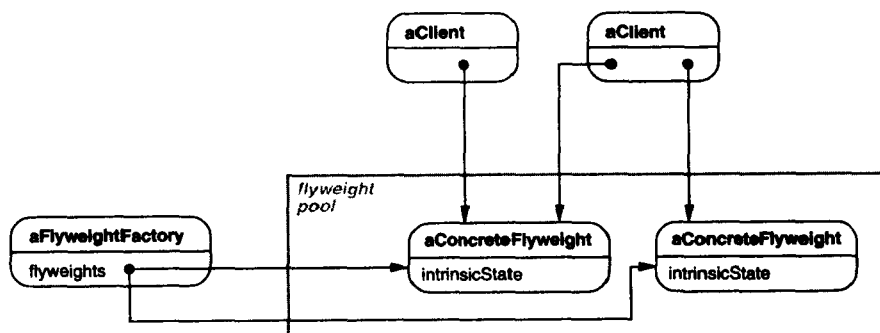 aClient
aClient
flyweight
pool
aFlyweightFactory
flyweights
aConcreteFlyweight
intrinsicState
aConcreteFlyweight
intrinsicState